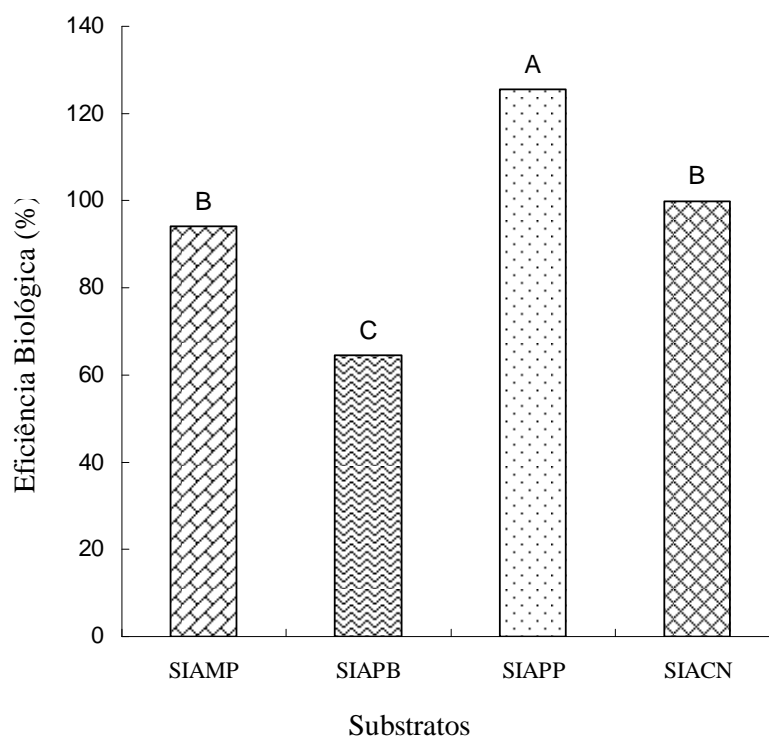 Eficiência Biológica (%)
140
120
100
80
60
40
20
0
B
C
A
B
SIAMP
SIAPB
SIAPP
SIACN
Substratos